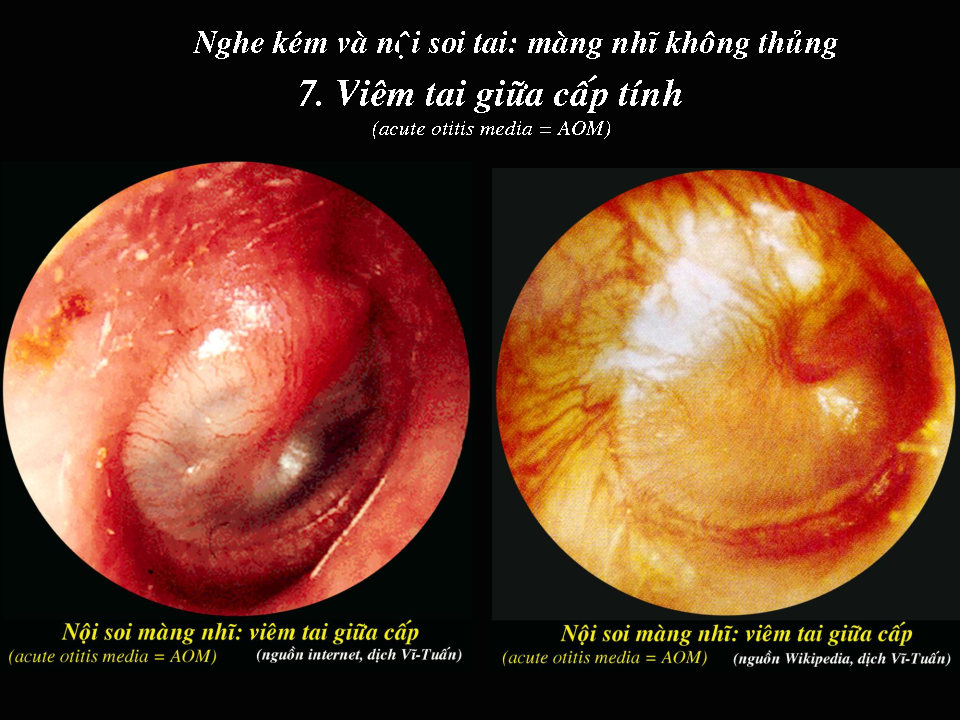 Nghe kém và nội soi tai: màng nhĩ không thủng
7. Viêm tai giữa cấp tính
(acute otitis media = AOM)
Nội soi màng nhĩ: viêm tai giữa cấp
(acute otitis media = AOM) (nguồn internet, dịch Vĩ-Tuấn)
Nội soi màng nhĩ: viêm tai giữa cấp
(acute otitis media = AOM) (nguồn Wikipedia, dịch Vĩ-Tuấn)